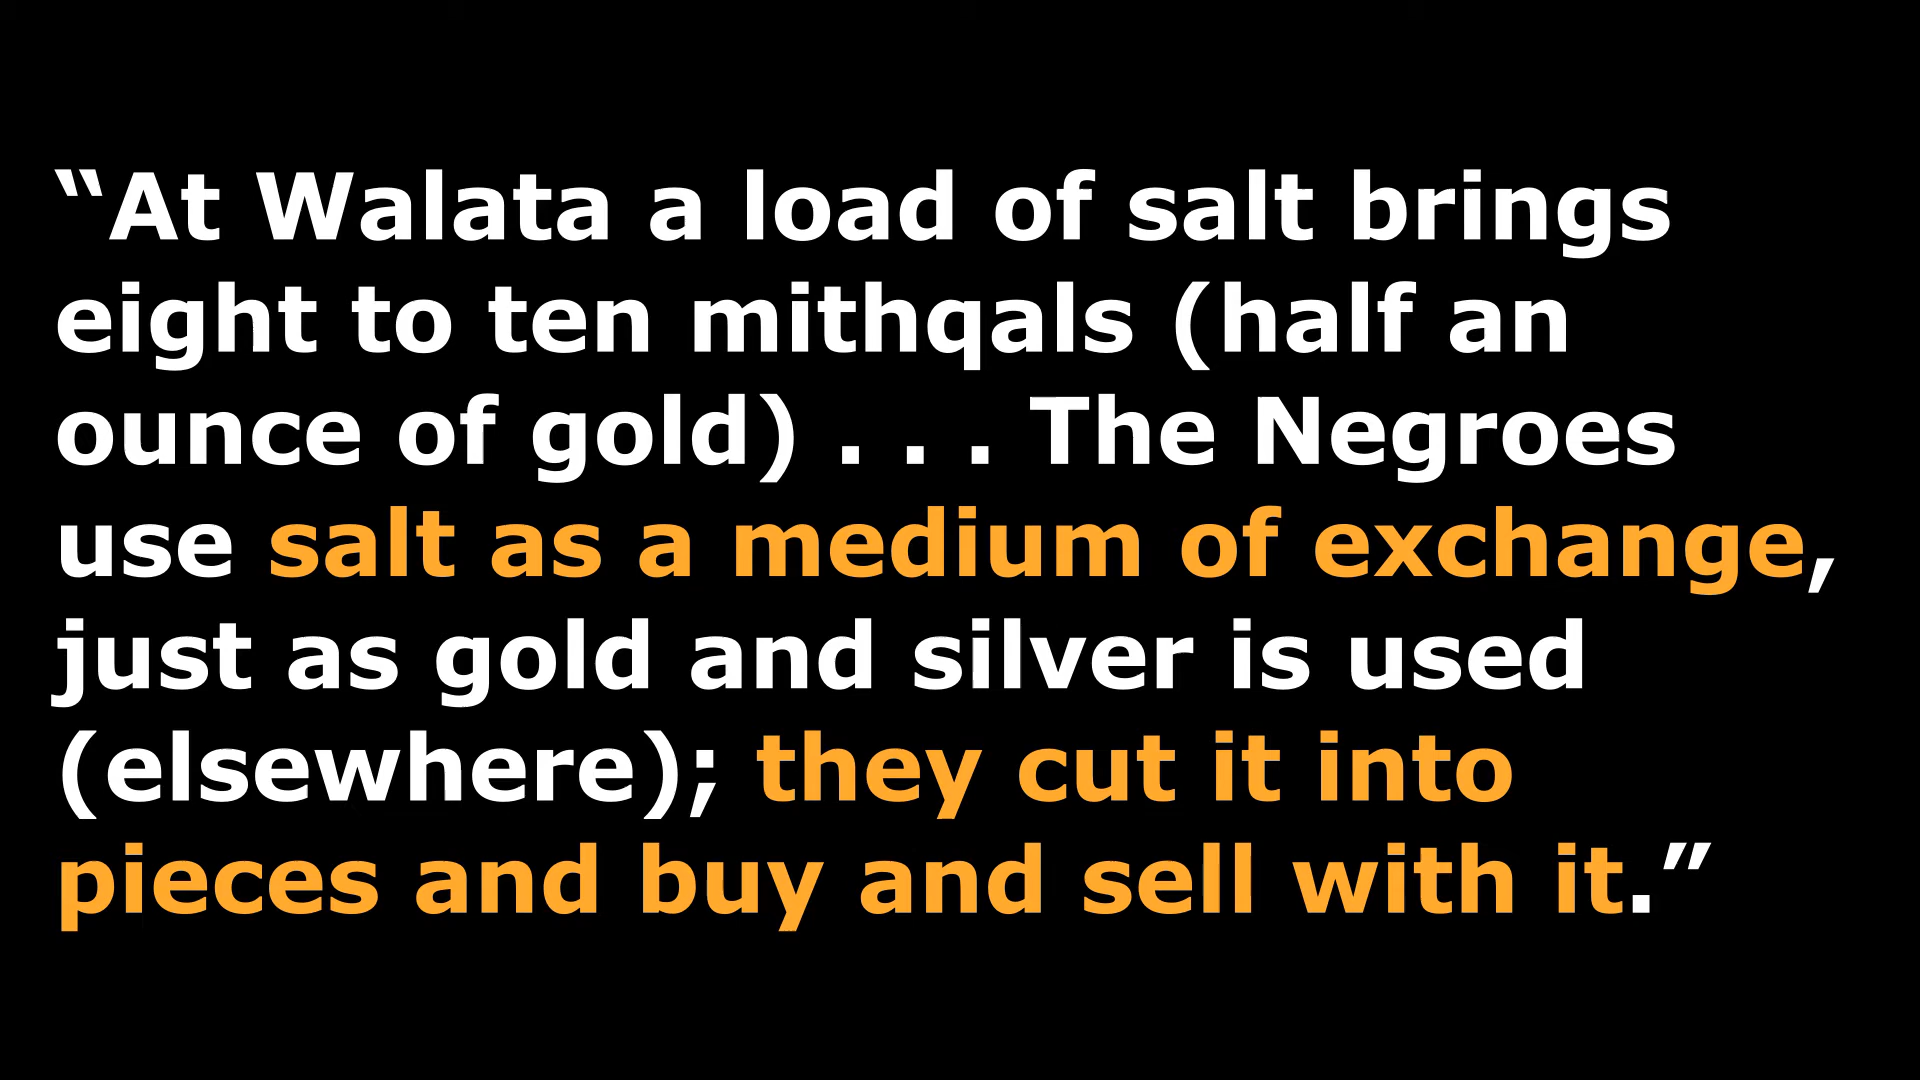 “At Walata a load of salt brings
eight to ten mithqals (half an
ounce of gold) . . . The Negroes
use salt as a medium of exchange,
just as gold and silver is used
(elsewhere); they cut it into
pieces and buy and sell with it.”